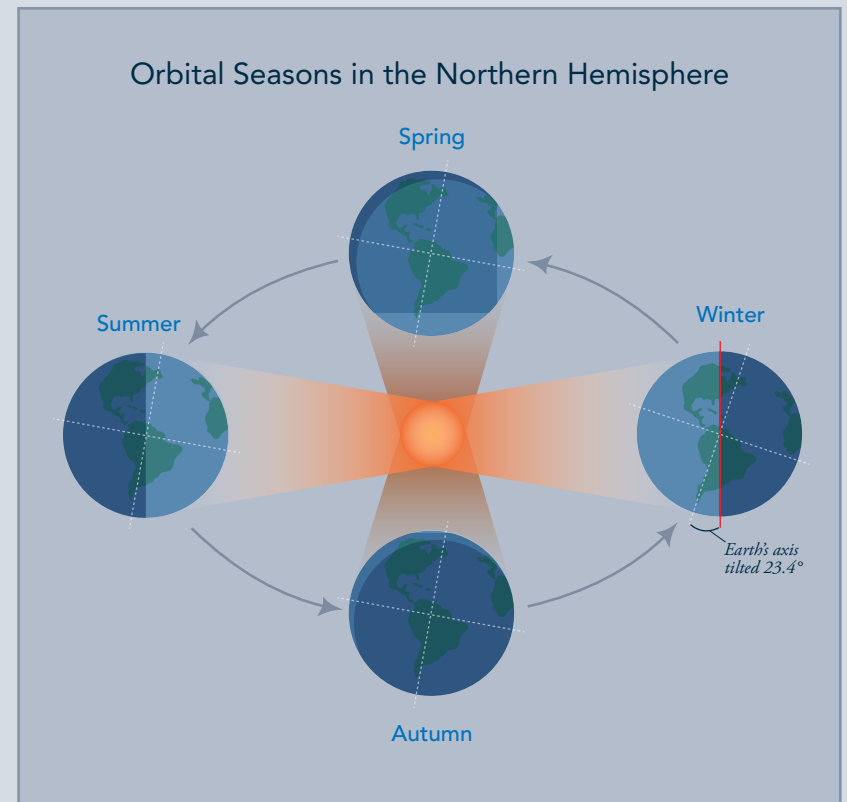 Orbital Seasons in the Northern Hemisphere
Spring
Summer
Winter
Earth's axis
tilted 23.4°
Autumn